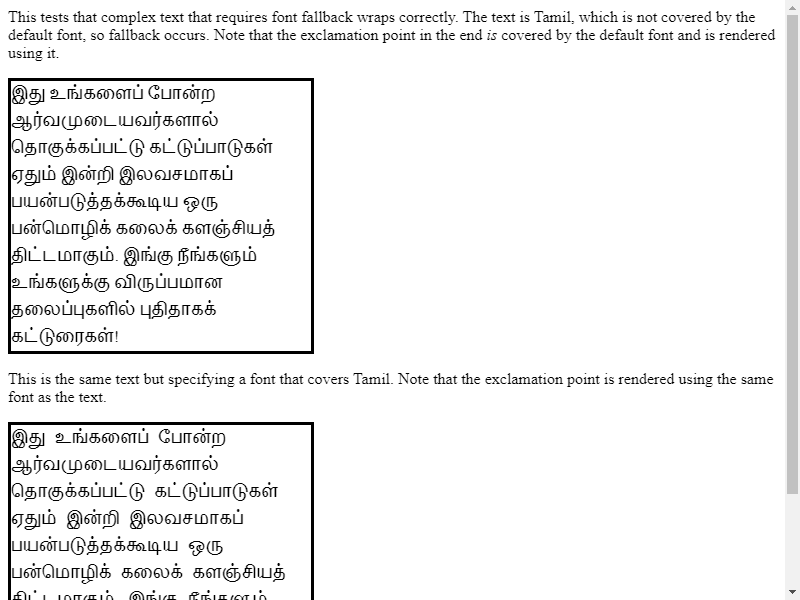 This tests that complex text that requires font fallback wraps correctly. The text is Tamil, which is not covered by the
default font, so fallback occurs. Note that the exclamation point in the end is covered by the default font and is rendered
using it.
இது உங்களைப் போன்ற
ஆர்வமுடையவர்களால்
தொகுக்கப்பட்டு கட்டுப்பாடுகள்
ஏதும் இன்றி இலவசமாகப்
பயன்படுத்தக்கூடிய ஒரு
பன்மொழிக் கலைக் களஞ்சியத்
திட்டமாகும். இங்கு நீங்களும்
உங்களுக்கு விருப்பமான
தலைப்புகளில் புதிதாகக்
கட்டுரைகள்!
This is the same text but specifying a font that covers Tamil. Note that the exclamation point is rendered using the same
font as the text.
இது உங்களைப் போன்ற
ஆர்வமுடையவர்களால்
தொகுக்கப்பட்டு கட்டுப்பாடுகள்
ஏதும் இன்றி இலவசமாகப்
பயன்படுத்தக்கூடிய ஒரு
பன்மொழிக் கலைக் களஞ்சியத்
திட்டமாகும். இங்கு நீங்களும்